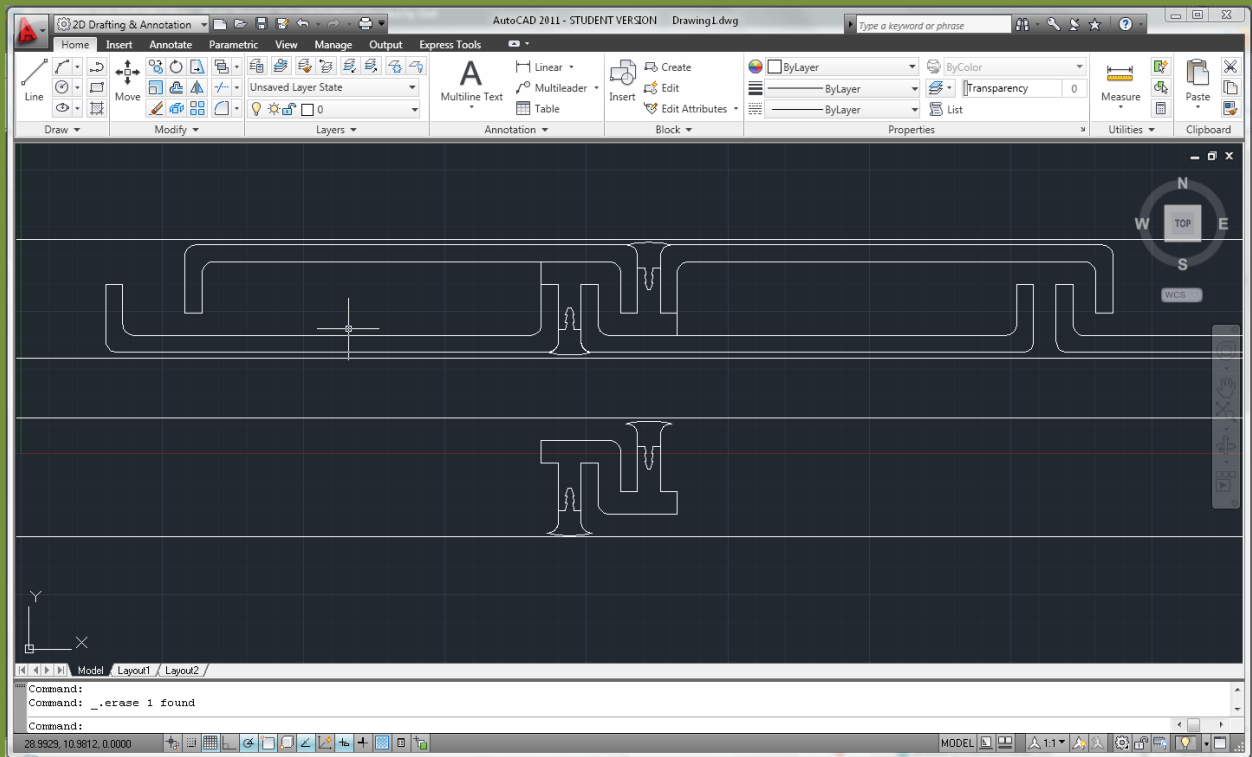 2D Drafting & Annotation AutoCAD 2011 - STUDENT VERSION Drawing1.dwg Type a keyword or phrase
Home Insert Annotate Parametric View Manage Output Express Tools
Line Move Unsaved Layer State 0 A Multiline Text Linear Multileader Table Insert Create Edit Edit Attributes ByLayer ByLayer ByLayer ByColor Transparency 0 List Measure Paste
Draw Modify Layers Annotation Block Properties Utilities Clipboard
N
W TOP E
S
WCS
Y
X
Model Layout1 Layout2
Command:
Command: _.erase 1 found
Command:
28.9929, 10.9812, 0.0000 MODEL 1:1